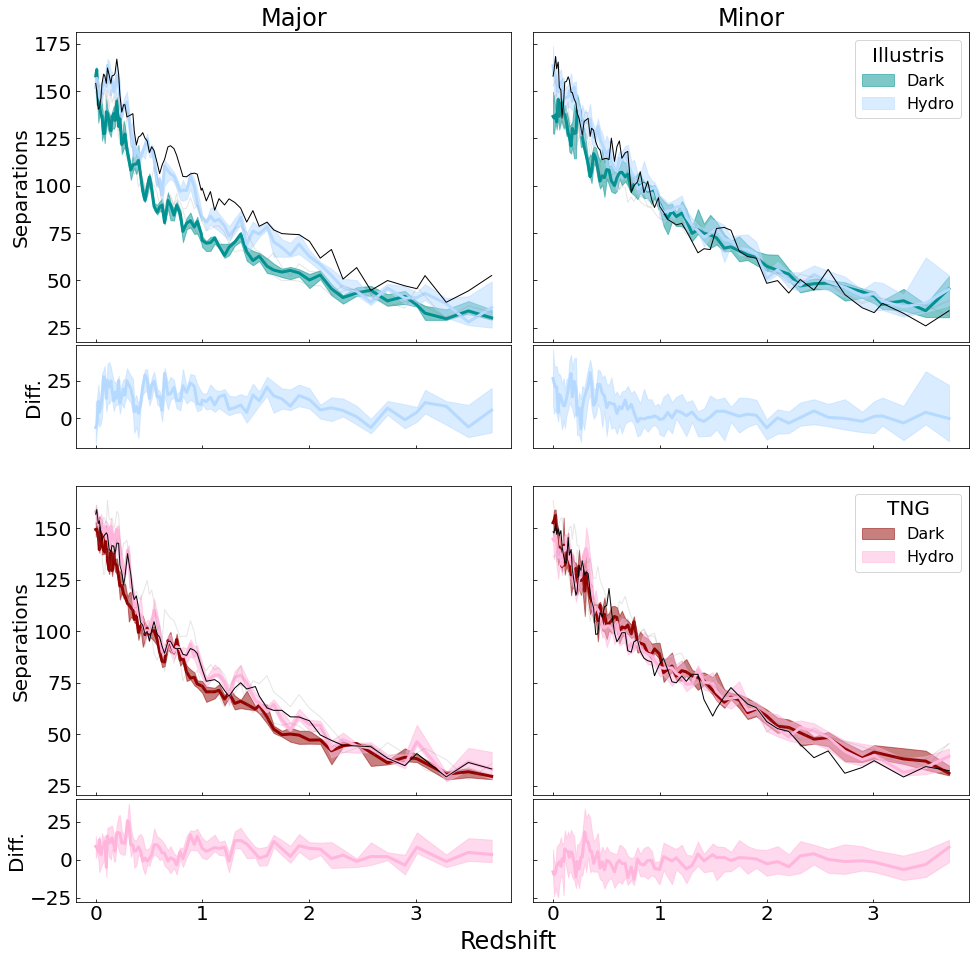 Major
Minor
175
150
125
100
75
50
25
Separations
Illustris
Dark
Hydro
25
0
Diff.
150
125
100
75
50
25
Separations
TNG
Dark
Hydro
25
0
−25
Diff.
0 1 2 3
0 1 2 3
Redshift